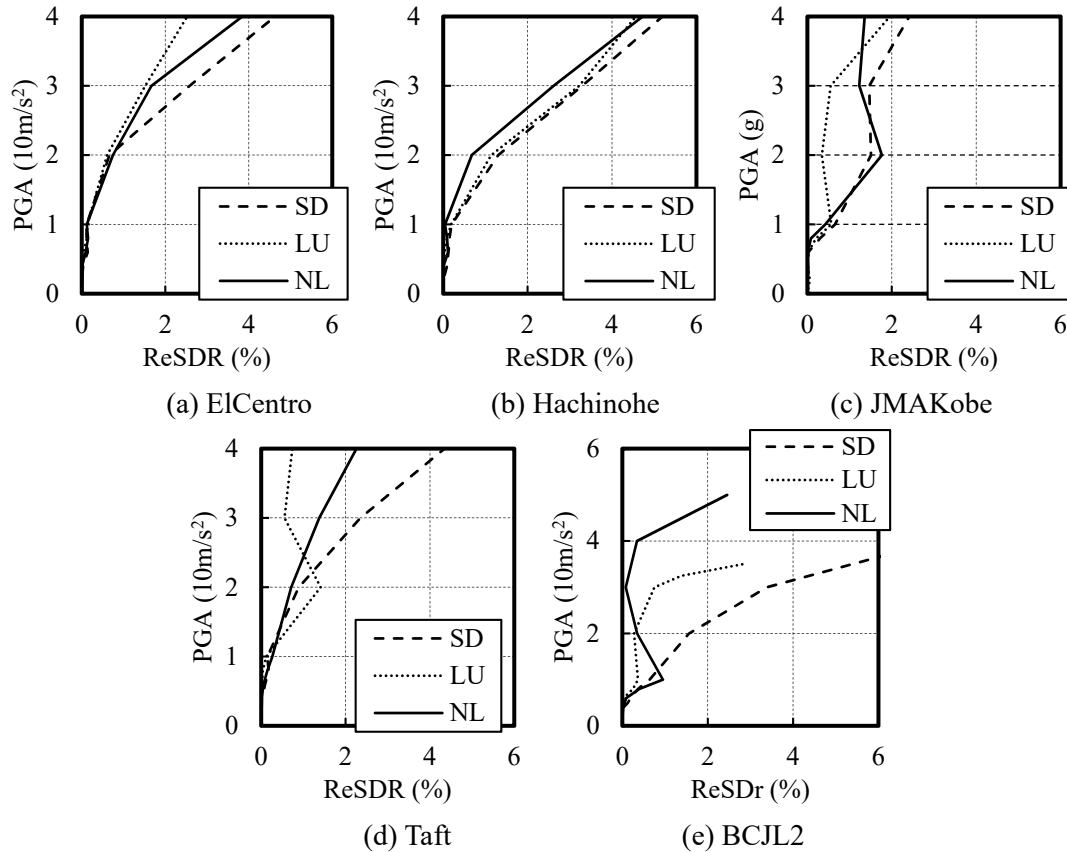 4
3
2
1
0
PGA (10m/s²)
SD
LU
NL
0 2 4 6
ReSDR (%)
(a) ElCentro
4
3
2
1
0
PGA (10m/s²)
SD
LU
NL
0 2 4 6
ReSDR (%)
(b) Hachinohe
4
3
2
1
0
PGA (g)
SD
LU
NL
0 2 4 6
ReSDR (%)
(c) JMAKobe
4
3
2
1
0
PGA (10m/s²)
SD
LU
NL
0 2 4 6
ReSDR (%)
(d) Taft
6
4
2
0
PGA (10m/s²)
SD
LU
NL
0 2 4 6
ReSDr (%)
(e) BCJL2